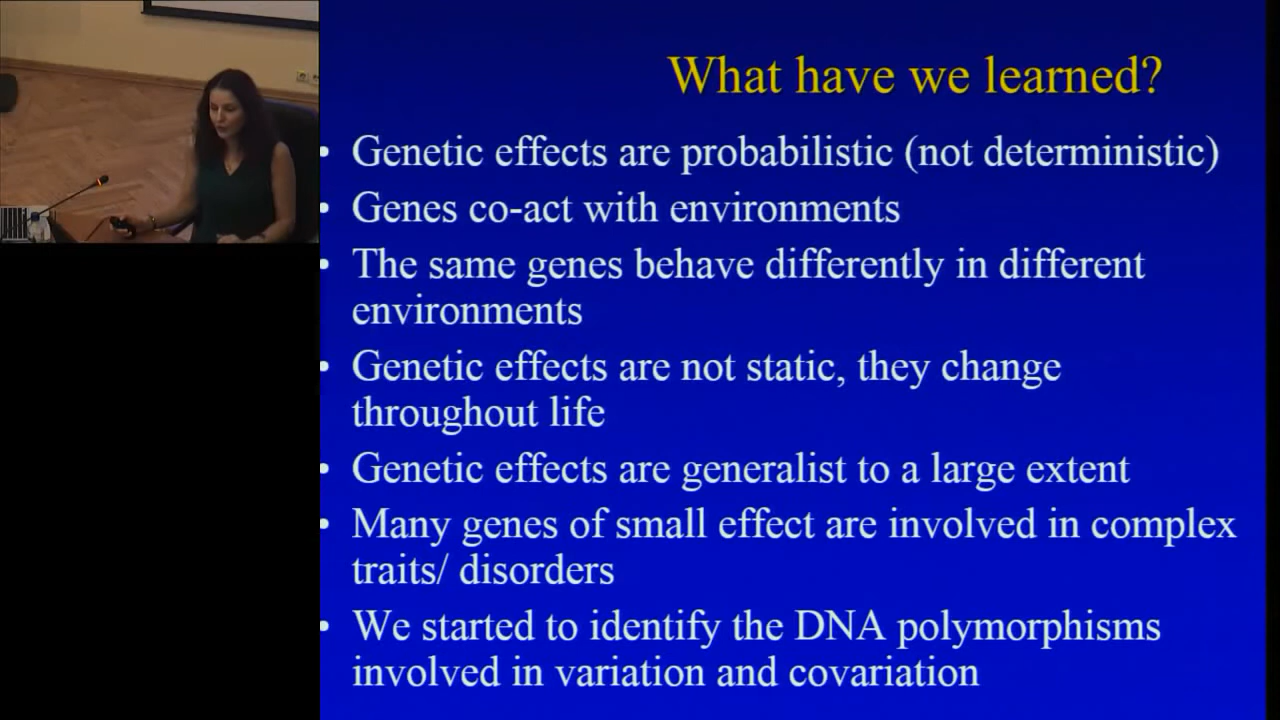 What have we learned?
• Genetic effects are probabilistic (not deterministic)
• Genes co-act with environments
• The same genes behave differently in different
environments
• Genetic effects are not static, they change
throughout life
• Genetic effects are generalist to a large extent
• Many genes of small effect are involved in complex
traits/ disorders
• We started to identify the DNA polymorphisms
involved in variation and covariation